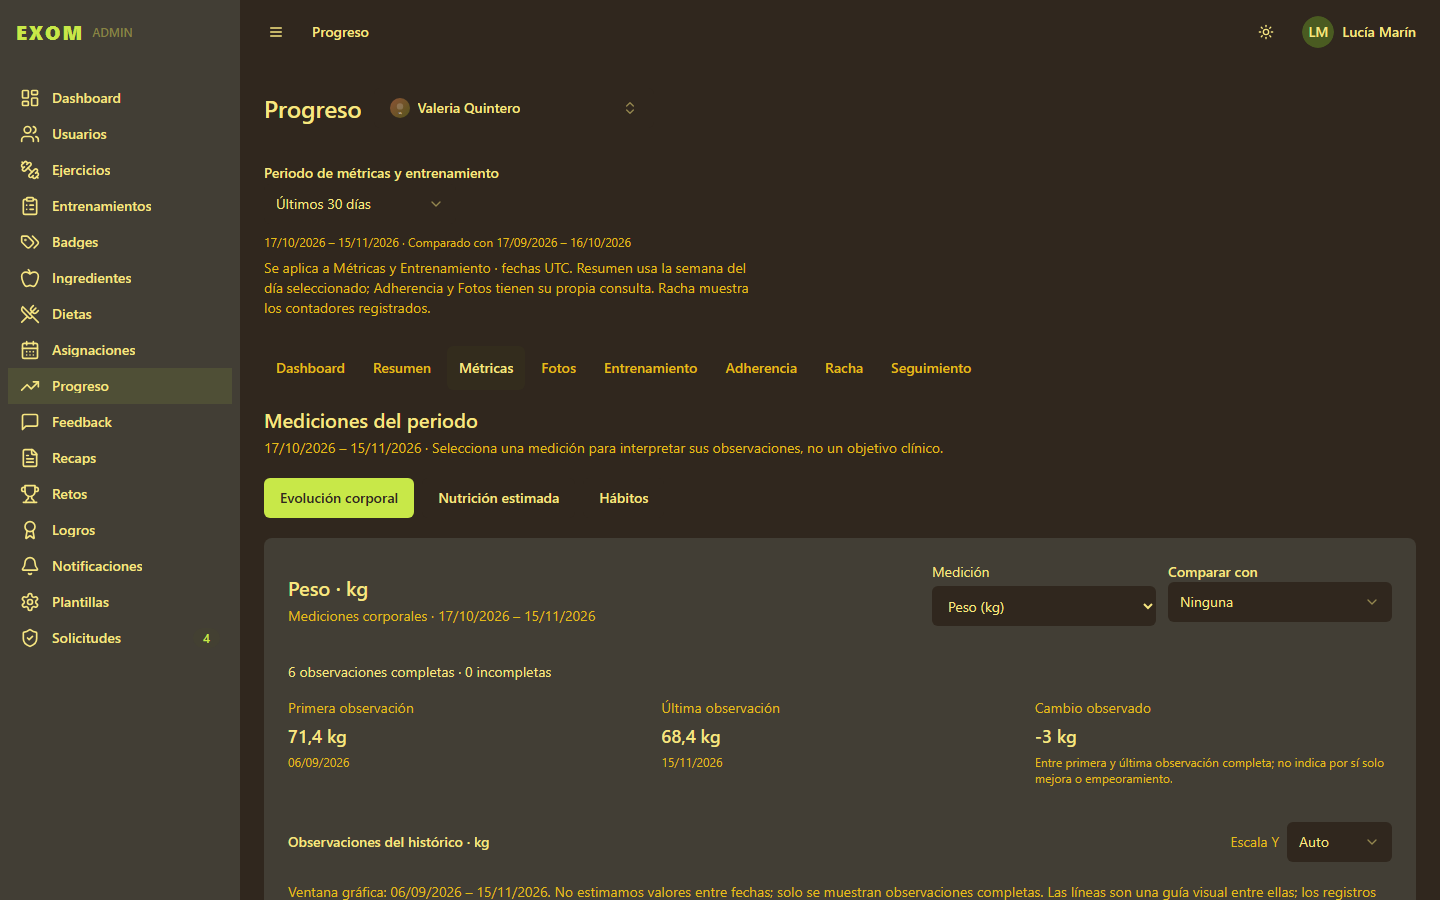 EXOM ADMIN
Progreso
LM Lucía Marín
Dashboard
Usuarios
Ejercicios
Entrenamientos
Badges
Ingredientes
Dietas
Asignaciones
Progreso
Feedback
Recaps
Retos
Logros
Notificaciones
Plantillas
Solicitudes 4
Progreso
Valeria Quintero
Periodo de métricas y entrenamiento
Últimos 30 días
17/10/2026 – 15/11/2026 · Comparado con 17/09/2026 – 16/10/2026
Se aplica a Métricas y Entrenamiento · fechas UTC. Resumen usa la semana del
día seleccionado; Adherencia y Fotos tienen su propia consulta. Racha muestra
los contadores registrados.
Dashboard Resumen Métricas Fotos Entrenamiento Adherencia Racha Seguimiento
Mediciones del periodo
17/10/2026 – 15/11/2026 · Selecciona una medición para interpretar sus observaciones, no un objetivo clínico.
Evolución corporal Nutrición estimada Hábitos
Peso · kg
Mediciones corporales · 17/10/2026 – 15/11/2026
Medición
Peso (kg)
Comparar con
Ninguna
6 observaciones completas · 0 incompletas
Primera observación
71,4 kg
06/09/2026
Última observación
68,4 kg
15/11/2026
Cambio observado
-3 kg
Entre primera y última observación completa; no indica por sí solo
mejora o empeoramiento.
Observaciones del histórico · kg
Escala Y Auto
Ventana gráfica: 06/09/2026 – 15/11/2026. No estimamos valores entre fechas; solo se muestran observaciones completas. Las líneas son una guía visual entre ellas; los registros